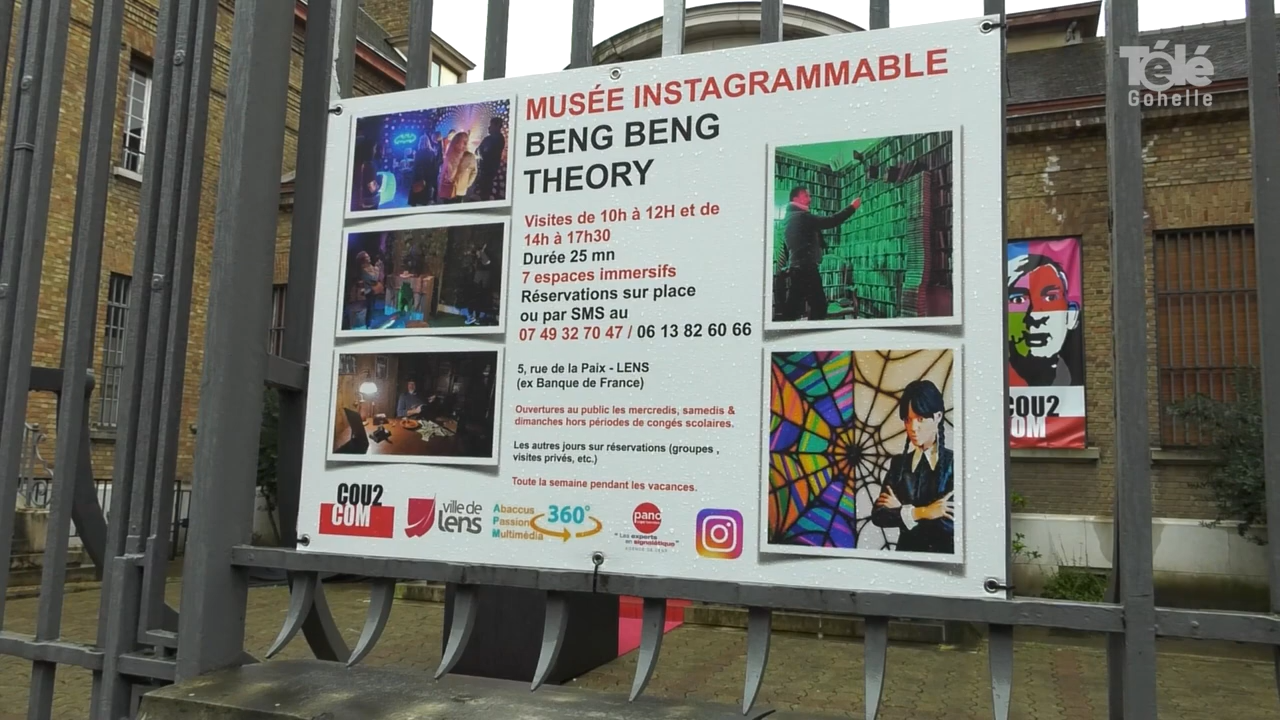 Télé
Gohelle
MUSÉE INSTAGRAMMABLE
BENG BENG
THEORY
Visites de 10h à 12H et de
14h à 17h30
Durée 25 mn
7 espaces immersifs
Réservations sur place
ou par SMS au
07 49 32 70 47 / 06 13 82 60 66
5, rue de la Paix - LENS
(ex Banque de France)
Ouvertures au public les mercredis, samedis &
dimanches hors périodes de congés scolaires.
Les autres jours sur réservations (groupes ,
visites privés, etc.)
Toute la semaine pendant les vacances.
COU2
COM
ville de
Lens
Abaccus
Passion
Multimédia
360°
pano
" Les experts
en signalétique"
COU2
COM